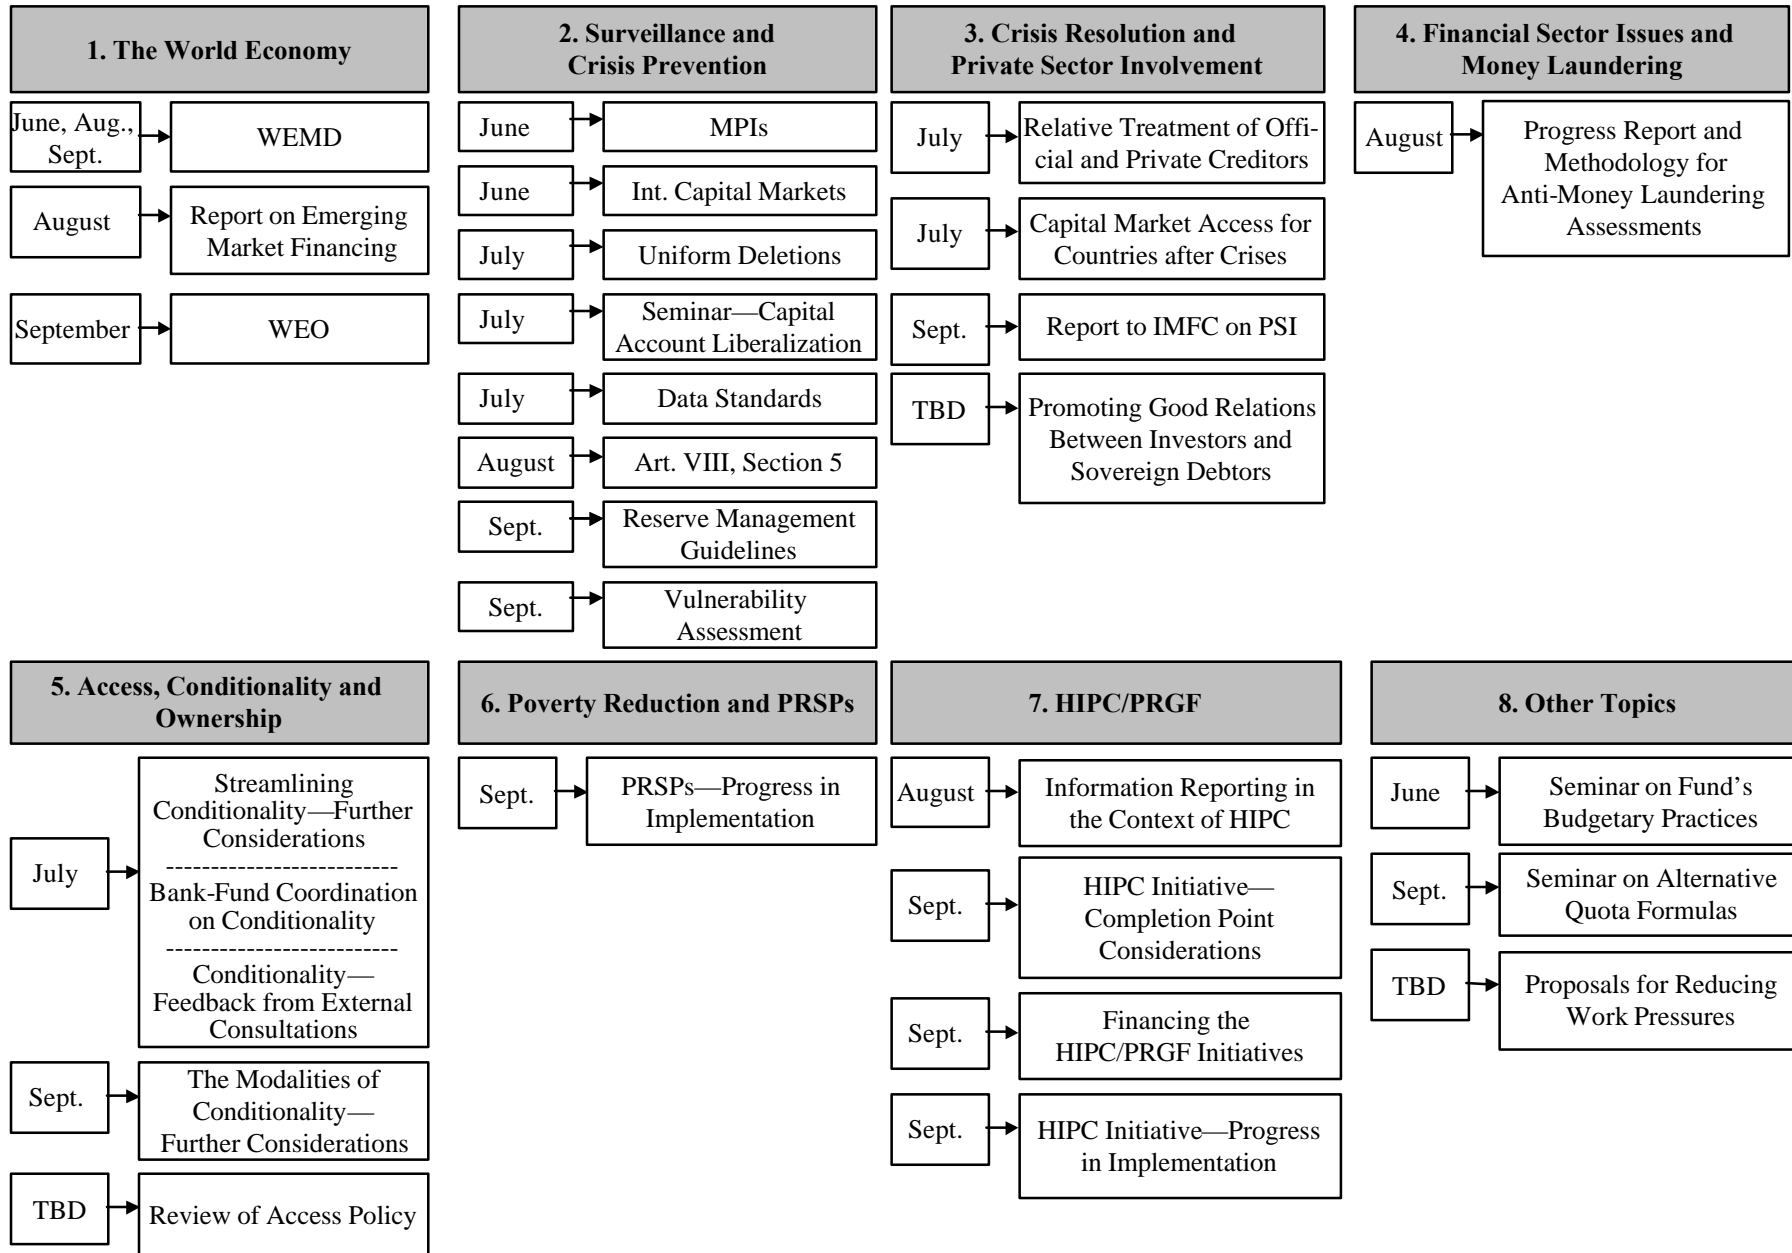 1. The World Economy
June, Aug.,
Sept.
WEMD
August
Report on Emerging
Market Financing
September
WEO
2. Surveillance and
Crisis Prevention
June
MPIs
June
Int. Capital Markets
July
Uniform Deletions
July
Seminar—Capital
Account Liberalization
July
Data Standards
August
Art. VIII, Section 5
Sept.
Reserve Management
Guidelines
Sept.
Vulnerability
Assessment
3. Crisis Resolution and
Private Sector Involvement
July
Relative Treatment of Offi-
cial and Private Creditors
July
Capital Market Access for
Countries after Crises
Sept.
Report to IMFC on PSI
TBD
Promoting Good Relations
Between Investors and
Sovereign Debtors
4. Financial Sector Issues and
Money Laundering
August
Progress Report and
Methodology for
Anti-Money Laundering
Assessments
5. Access, Conditionality and
Ownership
July
Streamlining
Conditionality—Further
Considerations
--------------------------
Bank-Fund Coordination
on Conditionality
--------------------------
Conditionality—
Feedback from External
Consultations
Sept.
The Modalities of
Conditionality—
Further Considerations
TBD
Review of Access Policy
6. Poverty Reduction and PRSPs
Sept.
PRSPs—Progress in
Implementation
7. HIPC/PRGF
August
Information Reporting in
the Context of HIPC
Sept.
HIPC Initiative—
Completion Point
Considerations
Sept.
Financing the
HIPC/PRGF Initiatives
Sept.
HIPC Initiative—Progress
in Implementation
8. Other Topics
June
Seminar on Fund’s
Budgetary Practices
Sept.
Seminar on Alternative
Quota Formulas
TBD
Proposals for Reducing
Work Pressures